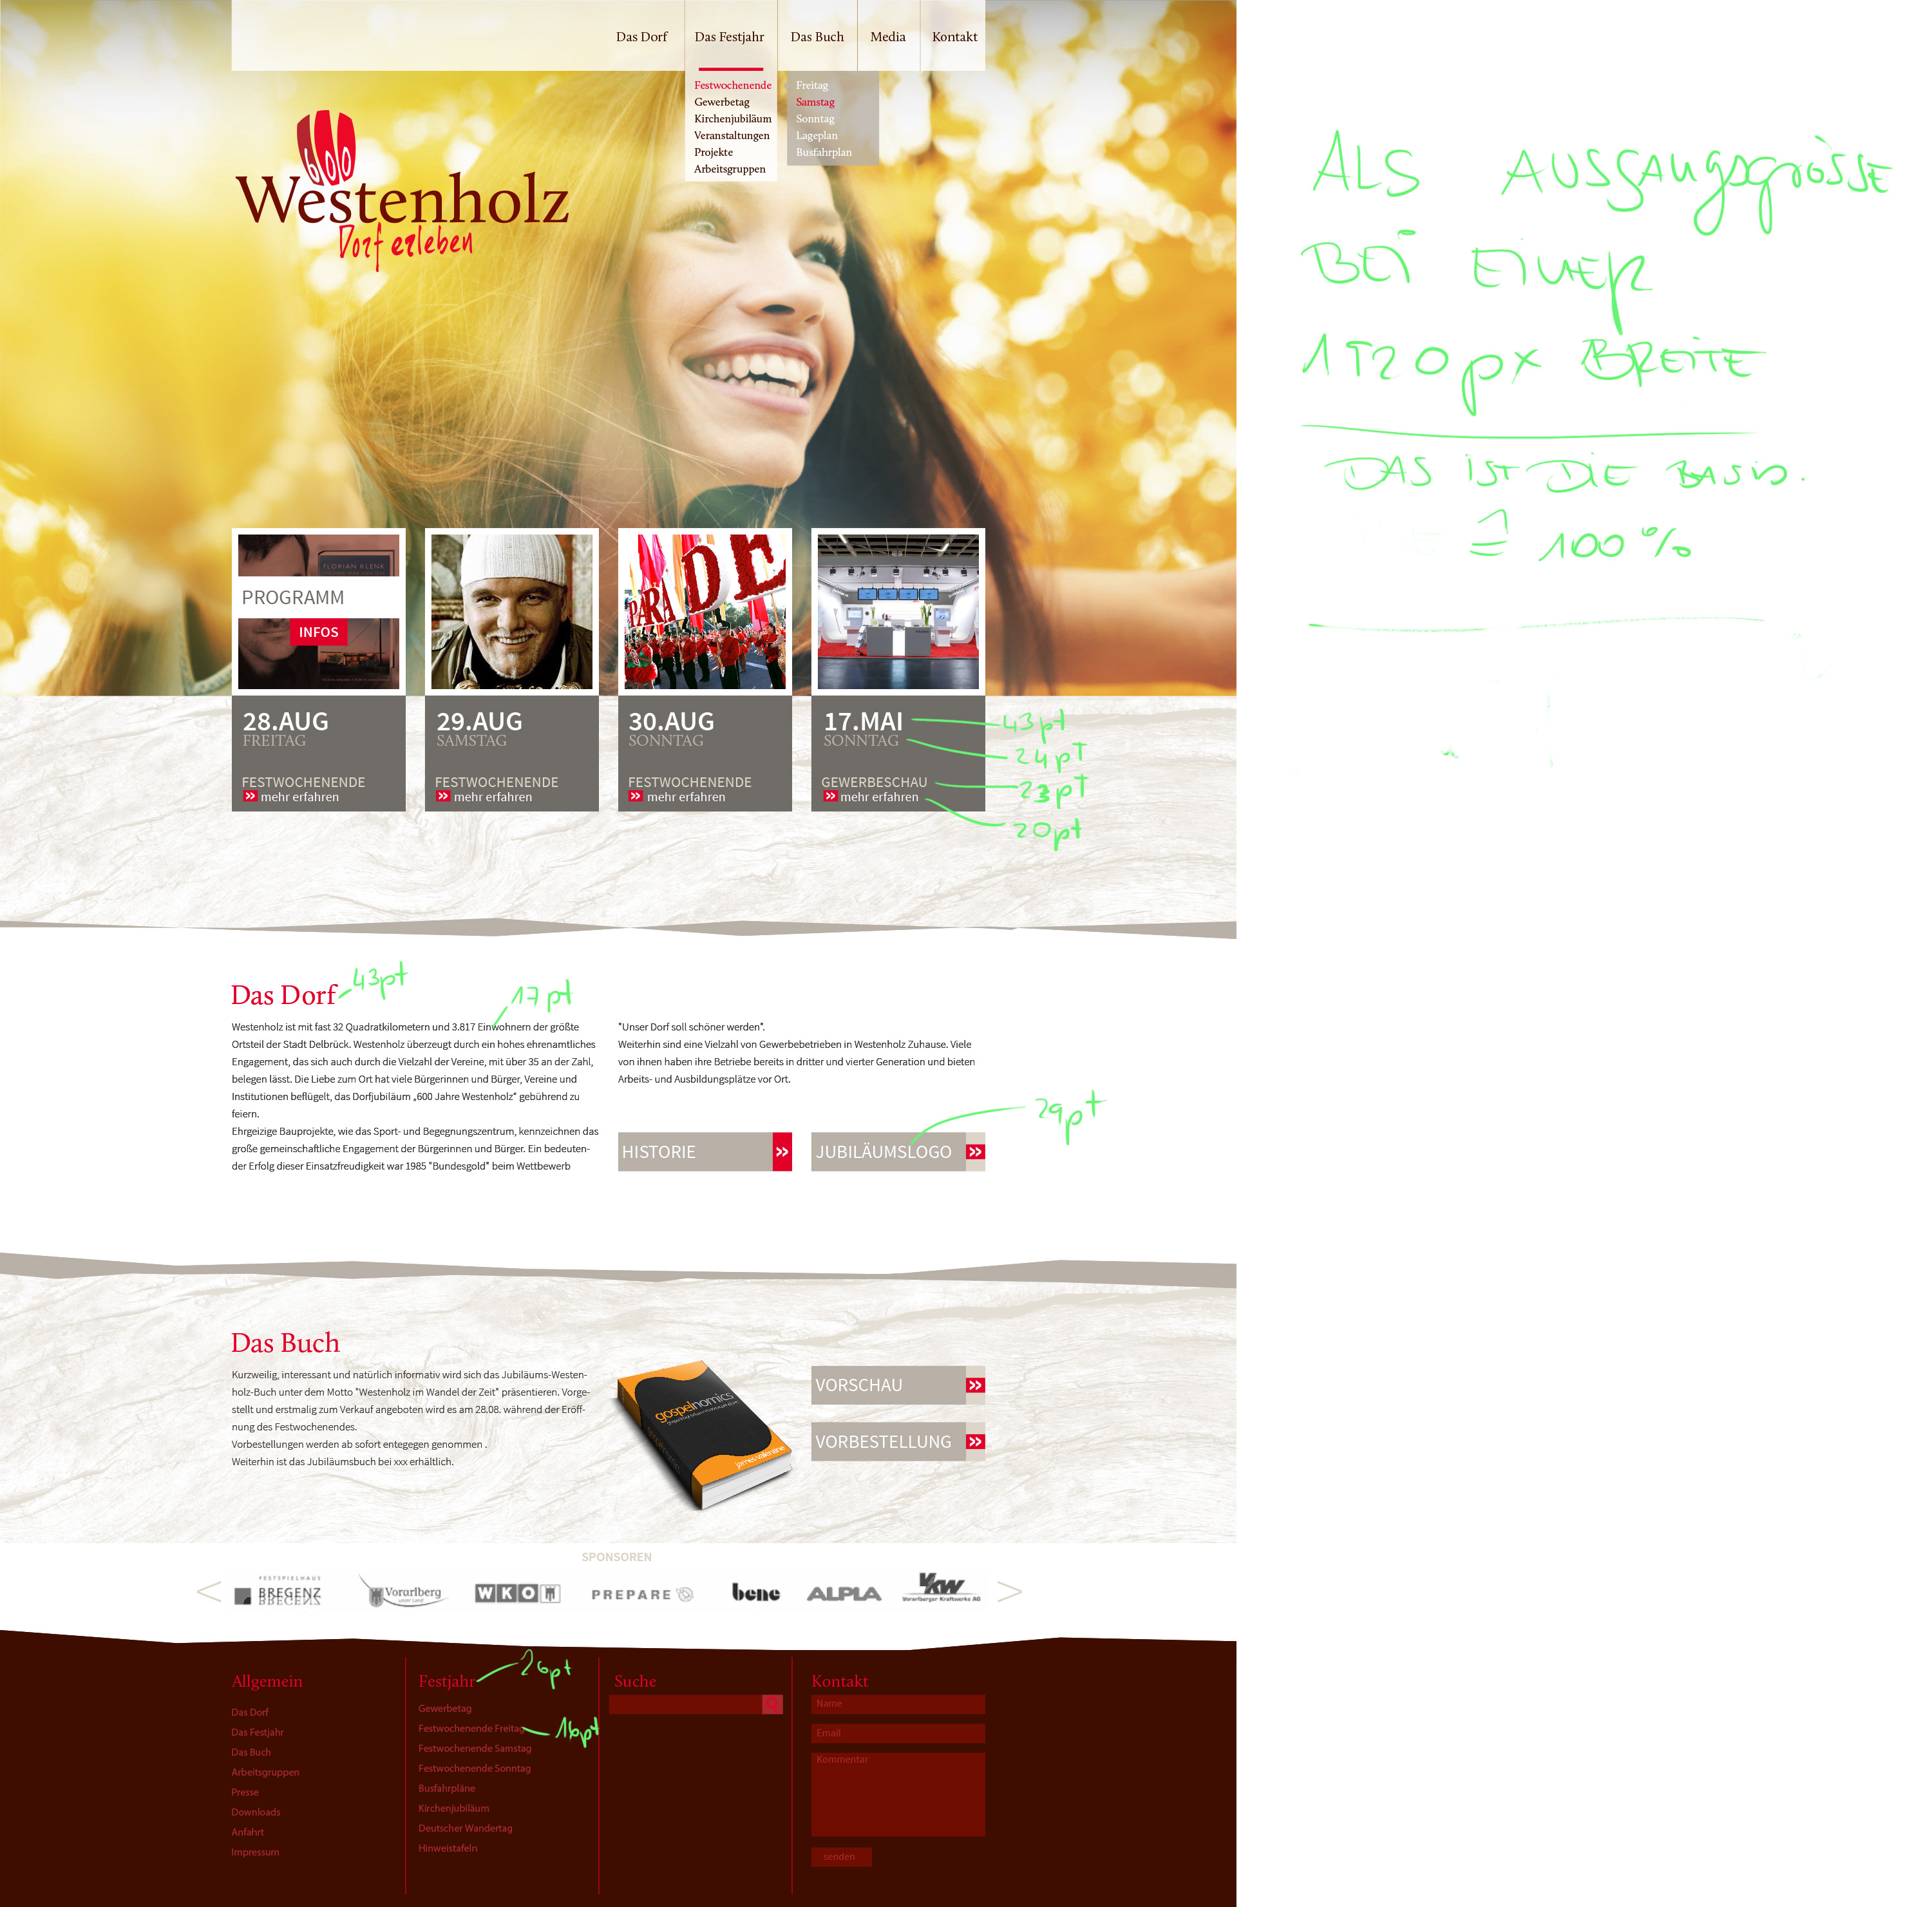 Das Dorf
Das Festjahr
Das Buch
Media
Kontakt
Festwochenende
Gewerbetag
Kirchenjubiläum
Veranstaltungen
Projekte
Arbeitsgruppen
Freitag
Samstag
Sonntag
Lageplan
Busfahrplan
600
Westenholz
Dorf erleben
ALS AUSGANGSGRÖSSE
BEI EINER
1920px BREITE
DAS IST DIE BASIS.
≙ 100%
FLORIAN KLENK
PROGRAMM
INFOS
PARADE
28.AUG
FREITAG
FESTWOCHENENDE
» mehr erfahren
29.AUG
SAMSTAG
FESTWOCHENENDE
» mehr erfahren
30.AUG
SONNTAG
FESTWOCHENENDE
» mehr erfahren
17.MAI
SONNTAG
GEWERBESCHAU
» mehr erfahren
43pt
24pt
23pt
20pt
Das Dorf
43pt
17pt
Westenholz ist mit fast 32 Quadratkilometern und 3.817 Einwohnern der größte
Ortsteil der Stadt Delbrück. Westenholz überzeugt durch ein hohes ehrenamtliches
Engagement, das sich auch durch die Vielzahl der Vereine, mit über 35 an der Zahl,
belegen lässt. Die Liebe zum Ort hat viele Bürgerinnen und Bürger, Vereine und
Institutionen beflügelt, das Dorfjubiläum „600 Jahre Westenholz“ gebührend zu
feiern.
Ehrgeizige Bauprojekte, wie das Sport- und Begegnungszentrum, kennzeichnen das
große gemeinschaftliche Engagement der Bürgerinnen und Bürger. Ein bedeuten-
der Erfolg dieser Einsatzfreudigkeit war 1985 "Bundesgold" beim Wettbewerb
"Unser Dorf soll schöner werden".
Weiterhin sind eine Vielzahl von Gewerbebetrieben in Westenholz Zuhause. Viele
von ihnen haben ihre Betriebe bereits in dritter und vierter Generation und bieten
Arbeits- und Ausbildungsplätze vor Ort.
29pt
HISTORIE »
JUBILÄUMSLOGO »
Das Buch
Kurzweilig, interessant und natürlich informativ wird sich das Jubiläums-Westen-
holz-Buch unter dem Motto "Westenholz im Wandel der Zeit" präsentieren. Vorge-
stellt und erstmalig zum Verkauf angeboten wird es am 28.08. während der Eröff-
nung des Festwochenendes.
Vorbestellungen werden ab sofort entegegen genommen .
Weiterhin ist das Jubiläumsbuch bei xxx erhältlich.
gospelnomics
VORSCHAU »
VORBESTELLUNG »
SPONSOREN
FESTSPIELHAUS
BREGENZ
Vorarlberg
unser Land
WKO
PREPARE
bene
ALPLA
VKW
Vorarlberger Kraftwerke AG
Allgemein
Das Dorf
Das Festjahr
Das Buch
Arbeitsgruppen
Presse
Downloads
Anfahrt
Impressum
Festjahr
26pt
Gewerbetag
Festwochenende Freitag
16pt
Festwochenende Samstag
Festwochenende Sonntag
Busfahrpläne
Kirchenjubiläum
Deutscher Wandertag
Hinweistafeln
Suche
Kontakt
Name
Email
Kommentar
senden